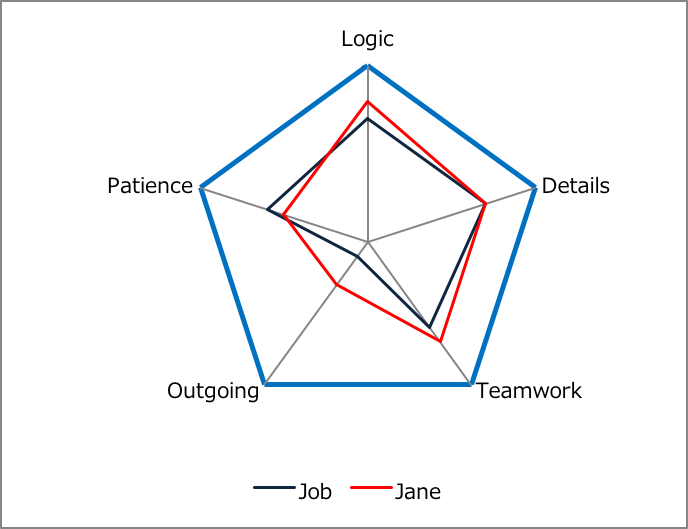 Logic
Patience
Details
Outgoing
Teamwork
Job
Jane